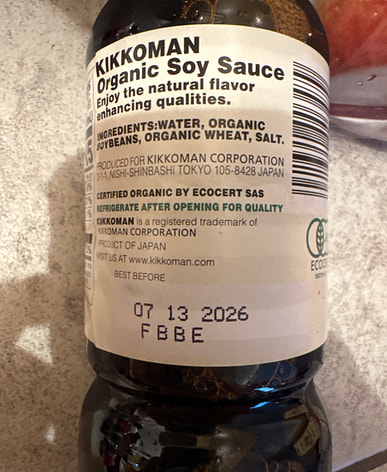 KIKKOMAN
Organic Soy Sauce
Enjoy the natural flavor
enhancing qualities.
INGREDIENTS:WATER, ORGANIC
SOYBEANS, ORGANIC WHEAT, SALT.
PRODUCED FOR KIKKOMAN CORPORATION
NISHI-SHINBASHI TOKYO 105-8428 JAPAN
CERTIFIED ORGANIC BY ECOCERT SAS
REFRIGERATE AFTER OPENING FOR QUALITY
KIKKOMAN is a registered trademark of
KIKKOMAN CORPORATION
PRODUCT OF JAPAN
VISIT US AT www.kikkoman.com
BEST BEFORE
ECOCERT
07 13 2026
FBBE